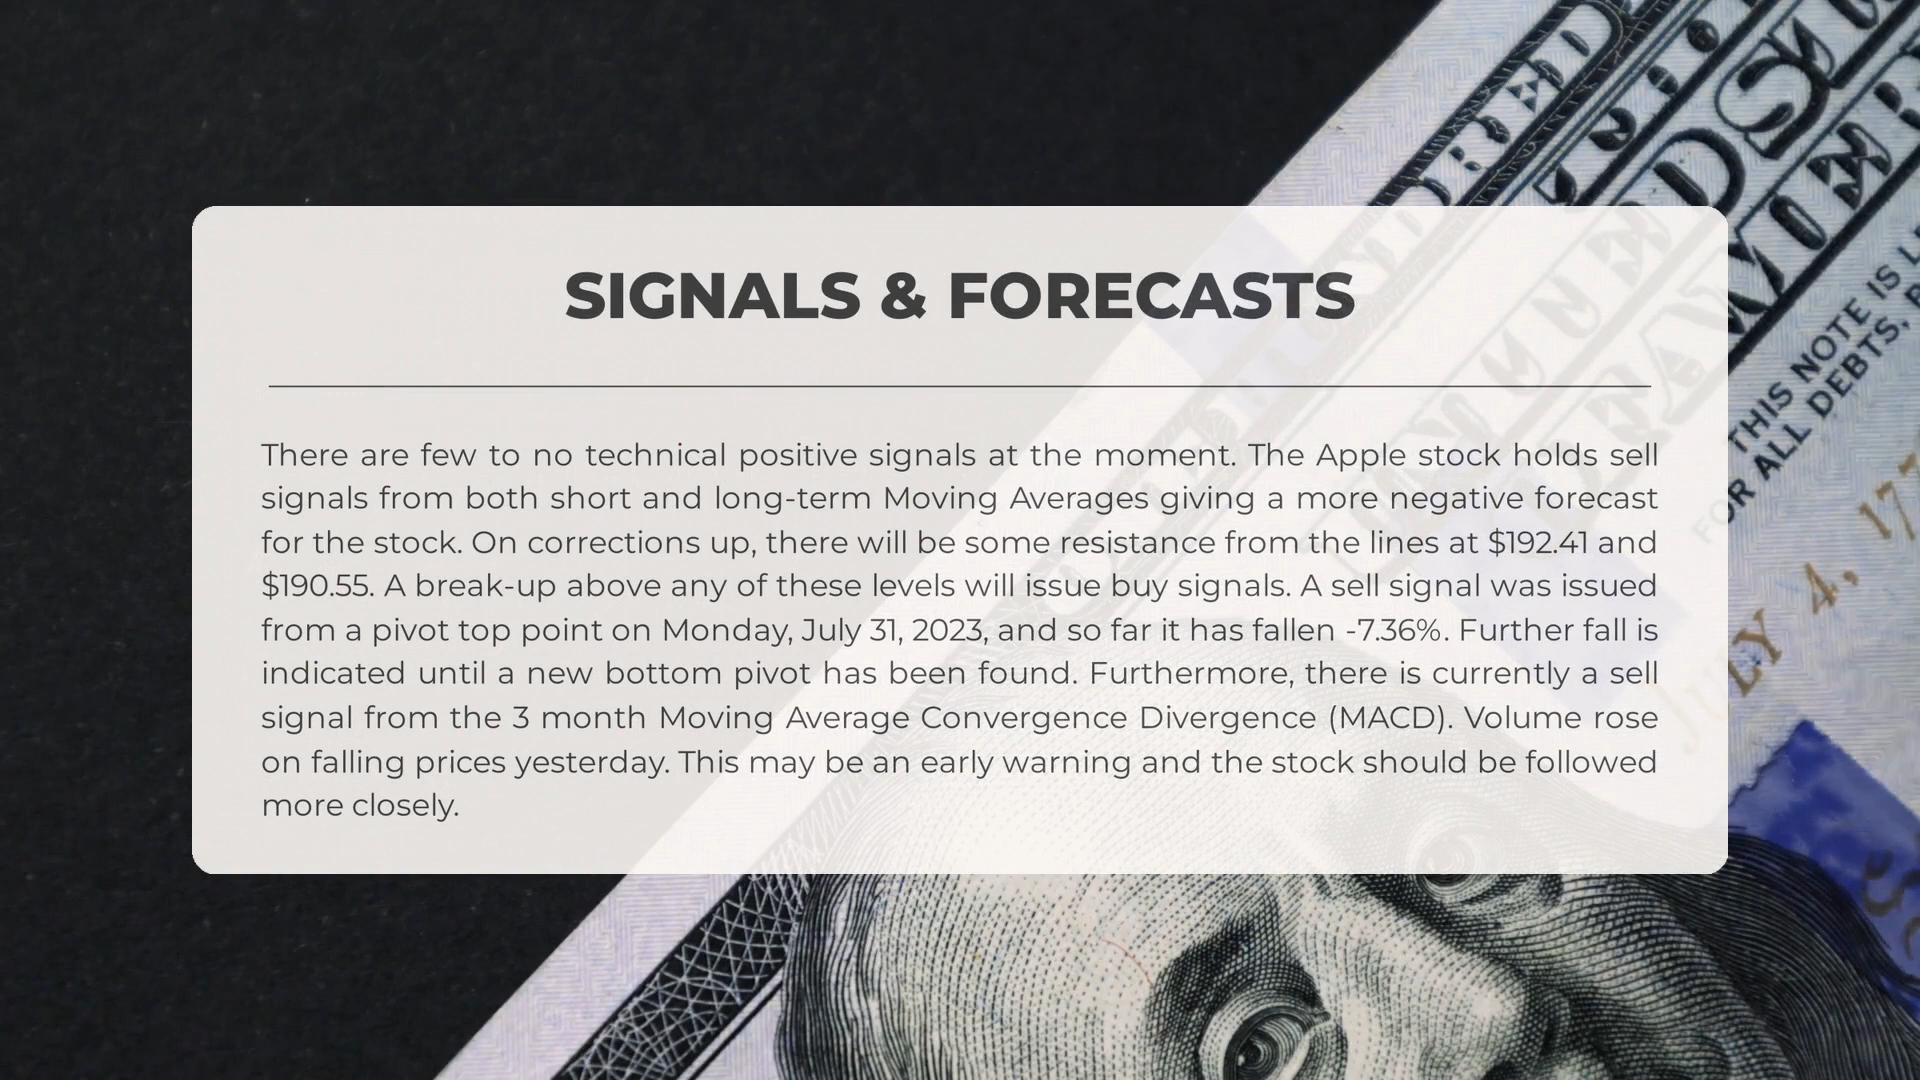 SIGNALS & FORECASTS
There are few to no technical positive signals at the moment. The Apple stock holds sell
signals from both short and long-term Moving Averages giving a more negative forecast
for the stock. On corrections up, there will be some resistance from the lines at $192.41 and
$190.55. A break-up above any of these levels will issue buy signals. A sell signal was issued
from a pivot top point on Monday, July 31, 2023, and so far it has fallen -7.36%. Further fall is
indicated until a new bottom pivot has been found. Furthermore, there is currently a sell
signal from the 3 month Moving Average Convergence Divergence (MACD). Volume rose
on falling prices yesterday. This may be an early warning and the stock should be followed
more closely.
THIS NOTE IS
FOR ALL DEBTS,
JULY 4,